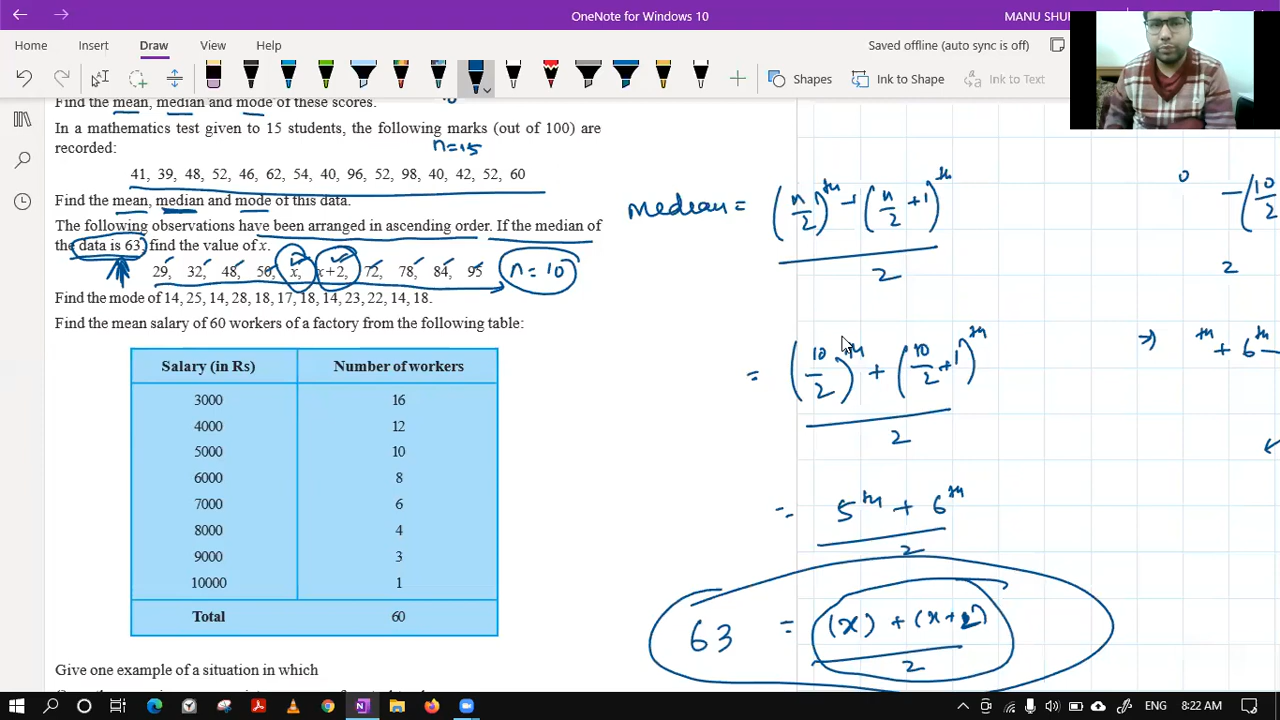 OneNote for Windows 10
MANU SHU
Home Insert Draw View Help
Saved offline (auto sync is off)
Shapes Ink to Shape Ink to Text
Find the mean, median and mode of these scores.
In a mathematics test given to 15 students, the following marks (out of 100) are
recorded:
n=15
41, 39, 48, 52, 46, 62, 54, 40, 96, 52, 98, 40, 42, 52, 60
Find the mean, median and mode of this data.
The following observations have been arranged in ascending order. If the median of
the data is 63, find the value of x.
29, 32, 48, 50, x, x+2, 72, 78, 84, 95
n = 10
Find the mode of 14, 25, 14, 28, 18, 17, 18, 14, 23, 22, 14, 18.
Find the mean salary of 60 workers of a factory from the following table:
Salary (in Rs) Number of workers
3000 16
4000 12
5000 10
6000 8
7000 6
8000 4
9000 3
10000 1
Total 60
Give one example of a situation in which
median = (n/2)th + (n/2 +1)th
2
= (10/2)th + (10/2 +1)th
2
= 5th + 6th
2
63 = (x) + (x+2)
2
10/2
2
⇒ th + 6th
8:22 AM